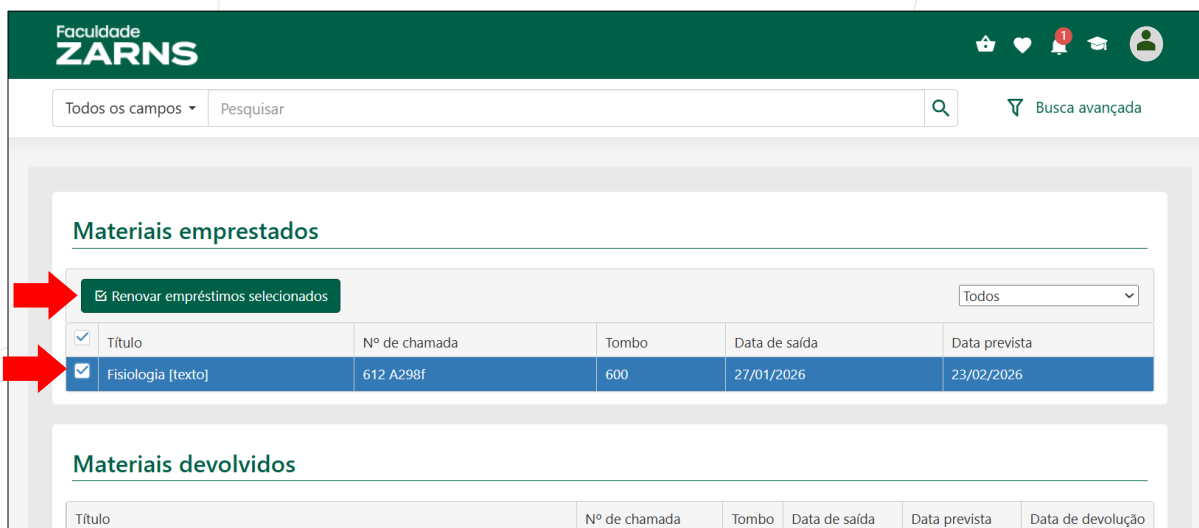 Faculdade
ZARNS
1
Todos os campos Pesquisar Busca avançada
Materiais emprestados
Renovar empréstimos selecionados Todos
Título Nº de chamada Tombo Data de saída Data prevista
Fisiologia [texto] 612 A298f 600 27/01/2026 23/02/2026
Materiais devolvidos
Título Nº de chamada Tombo Data de saída Data prevista Data de devolução